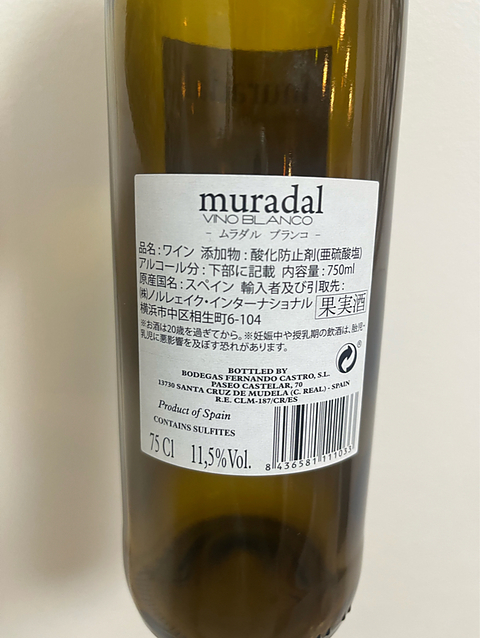 muradal
VINO BLANCO
- ムラダル ブランコ -
品名：ワイン 添加物：酸化防止剤(亜硫酸塩)
アルコール分：下部に記載 内容量：750ml
原産国名：スペイン 輸入者及び引取先：
㈱ノルレェイク・インターナショナル 果実酒
横浜市中区相生町6-104
※お酒は20歳を過ぎてから。※妊娠中や授乳期の飲酒は、胎児・
乳児に悪影響を及ぼす恐れがあります。
®
BOTTLED BY
BODEGAS FERNANDO CASTRO, S.L.
PASEO CASTELAR, 70
13730 SANTA CRUZ DE MUDELA (C. REAL) - SPAIN
R.E. CLM-187/CR/ES
Product of Spain
CONTAINS SULFITES
75 Cl 11,5%Vol.
8 436581 111033